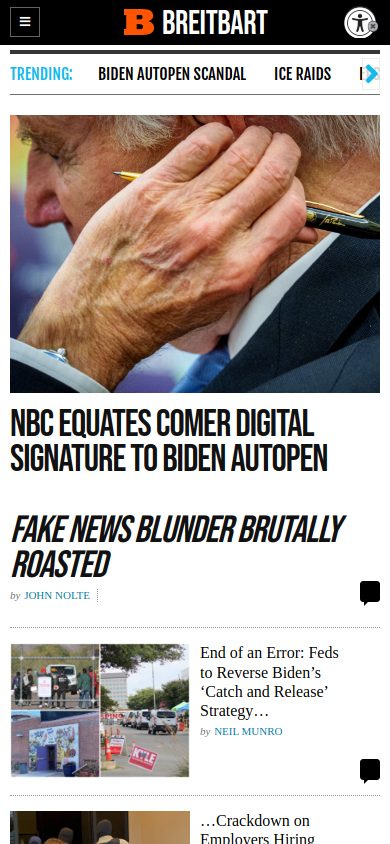 BREITBART
TRENDING:
BIDEN AUTOPEN SCANDAL
ICE RAIDS
NBC EQUATES COMER DIGITAL
SIGNATURE TO BIDEN AUTOPEN
FAKE NEWS BLUNDER BRUTALLY
ROASTED
by JOHN NOLTE
End of an Error: Feds
to Reverse Biden’s
‘Catch and Release’
Strategy…
by NEIL MUNRO
…Crackdown on
Employers Hiring